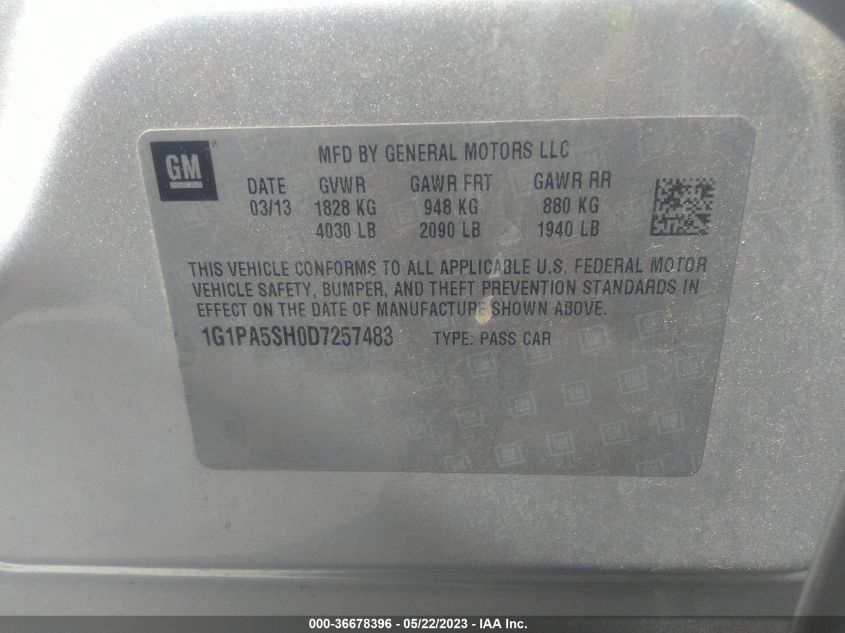 GM
MFD BY GENERAL MOTORS LLC
DATE GVWR GAWR FRT GAWR RR
03/13 1828 KG 948 KG 880 KG
4030 LB 2090 LB 1940 LB
THIS VEHICLE CONFORMS TO ALL APPLICABLE U.S. FEDERAL MOTOR
VEHICLE SAFETY, BUMPER, AND THEFT PREVENTION STANDARDS IN
EFFECT ON THE DATE OF MANUFACTURE SHOWN ABOVE.
1G1PA5SH0D7257483 TYPE: PASS CAR
000-36678396 - 05/22/2023 - IAA Inc.